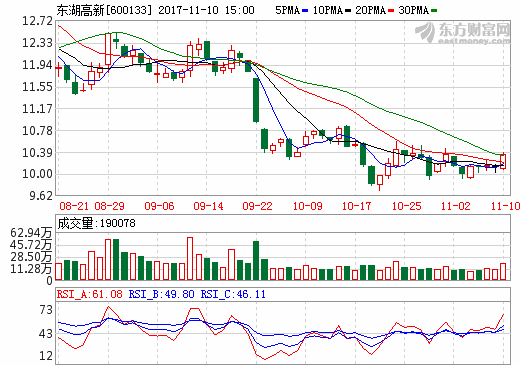 东湖高新[600133] 2017-11-10 15:00 5PMA 10PMA 20PMA 30PMA
东方财富网
eastmoney.com
12.72
12.33
11.94
11.55
11.17
10.78
10.39
10.00
9.62
08-21 08-29 09-06 09-14 09-22 10-09 10-17 10-25 11-02 11-10
成交量:190078
62.94万
45.72万
28.50万
11.28万
0
RSI_A:61.08 RSI_B:49.80 RSI_C:46.11
73
43
12